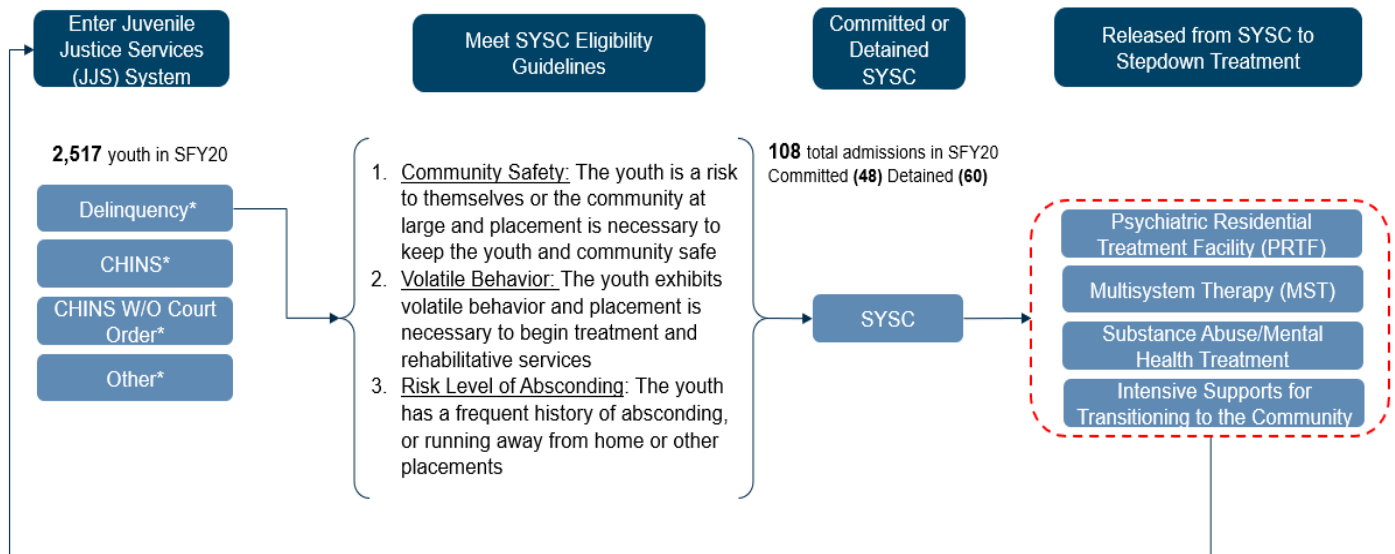 Enter Juvenile
Justice Services
(JJS) System
Meet SYSC Eligibility
Guidelines
Committed or
Detained
SYSC
Released from SYSC to
Stepdown Treatment
2,517 youth in SFY20
Delinquency*
CHINS*
CHINS W/O Court
Order*
Other*
1. Community Safety: The youth is a risk
to themselves or the community at
large and placement is necessary to
keep the youth and community safe
2. Volatile Behavior: The youth exhibits
volatile behavior and placement is
necessary to begin treatment and
rehabilitative services
3. Risk Level of Absconding: The youth
has a frequent history of absconding,
or running away from home or other
placements
108 total admissions in SFY20
Committed (48) Detained (60)
SYSC
Psychiatric Residential
Treatment Facility (PRTF)
Multisystem Therapy (MST)
Substance Abuse/Mental
Health Treatment
Intensive Supports for
Transitioning to the Community